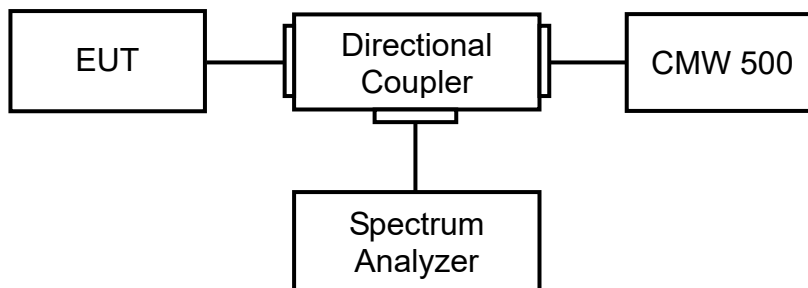 EUT
Directional
Coupler
CMW 500
Spectrum
Analyzer